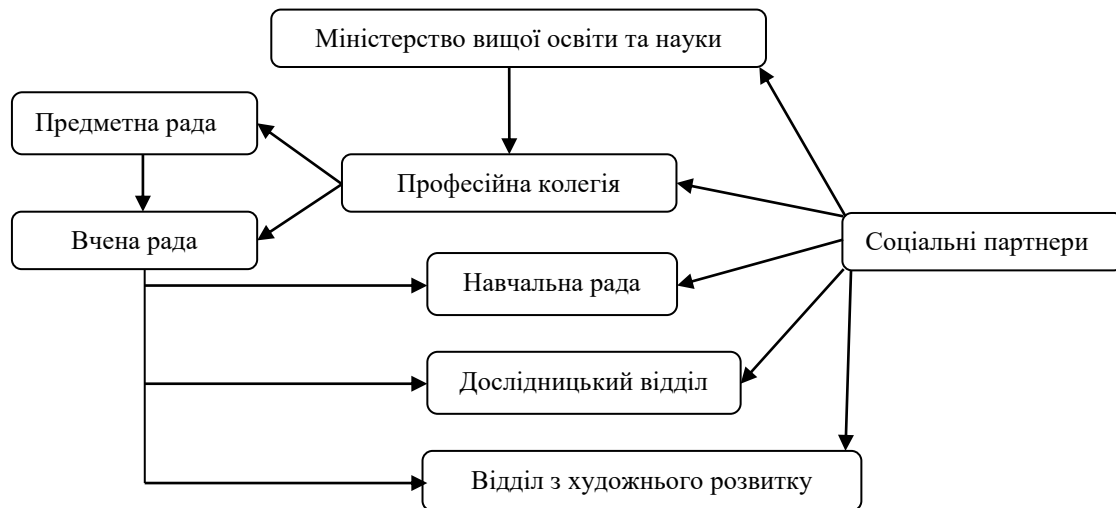 Міністерство вищої освіти та науки
Предметна рада
Професійна колегія
Вчена рада
Соціальні партнери
Навчальна рада
Дослідницький відділ
Відділ з художнього розвитку